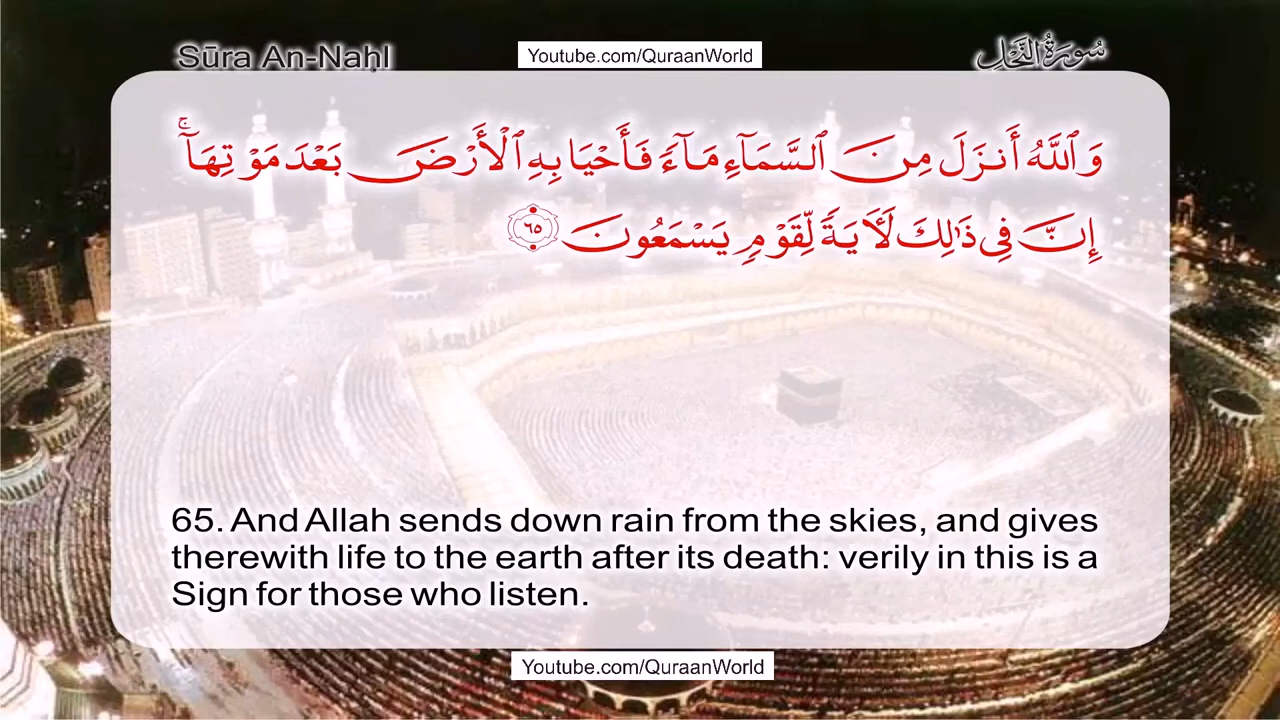 Sūra An-Naḥl
Youtube.com/QuraanWorld
سُورَةُ النَّحْلِ
وَٱللَّهُ أَنزَلَ مِنَ ٱلسَّمَآءِ مَآءً فَأَحْيَا بِهِ ٱلْأَرْضَ بَعْدَ مَوْتِهَآ ۚ
إِنَّ فِى ذَٰلِكَ لَـَٔايَةً لِّقَوْمٍ يَسْمَعُونَ ٦٥
65. And Allah sends down rain from the skies, and gives
therewith life to the earth after its death: verily in this is a
Sign for those who listen.
Youtube.com/QuraanWorld